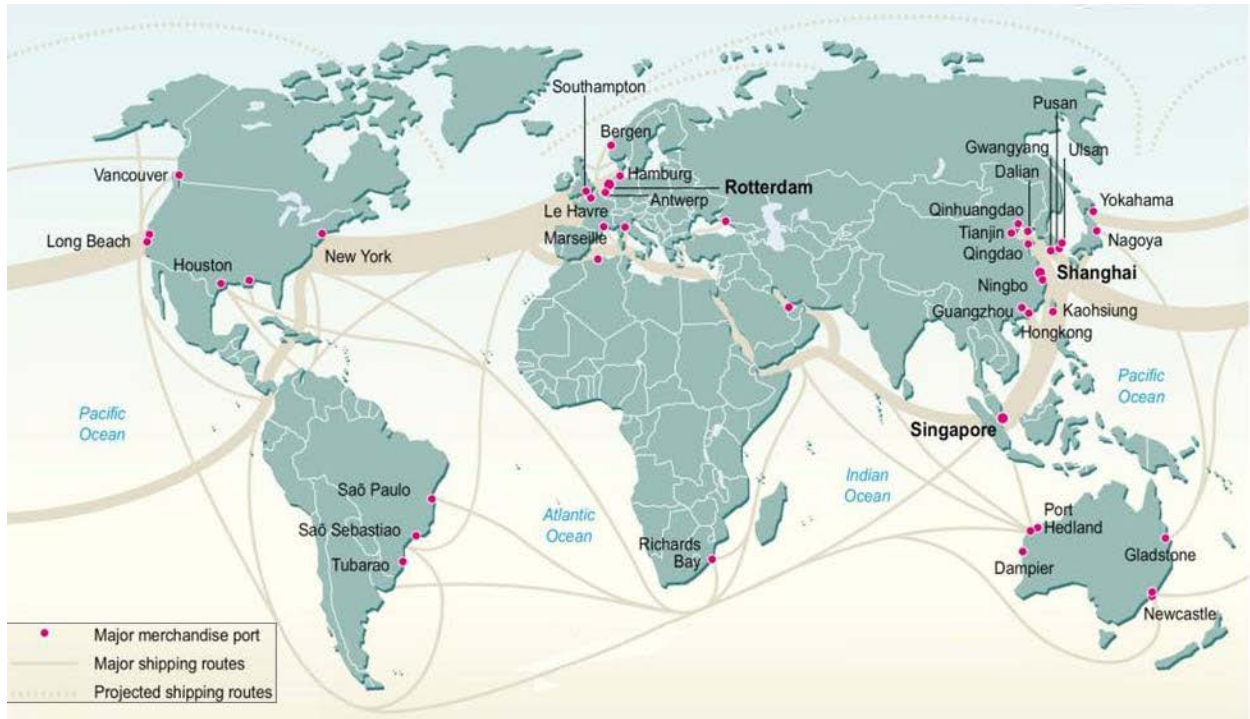 Southampton
Pusan
Bergen
Gwangyang
Ulsan
Dalian
Vancouver
Hamburg
Rotterdam
Antwerp
Yokahama
Le Havre
Qinhuangdao
Long Beach
New York
Marseille
Tianjin
Nagoya
Houston
Qingdao
Shanghai
Ningbo
Guangzhou
Kaohsiung
Hongkong
Pacific
Ocean
Pacific
Ocean
Singapore
Indian
Ocean
Saõ Paulo
Atlantic
Ocean
Saõ Sebastiao
Port
Hedland
Richards
Bay
Tubarao
Gladstone
Dampier
Newcastle
Major merchandise port
Major shipping routes
Projected shipping routes